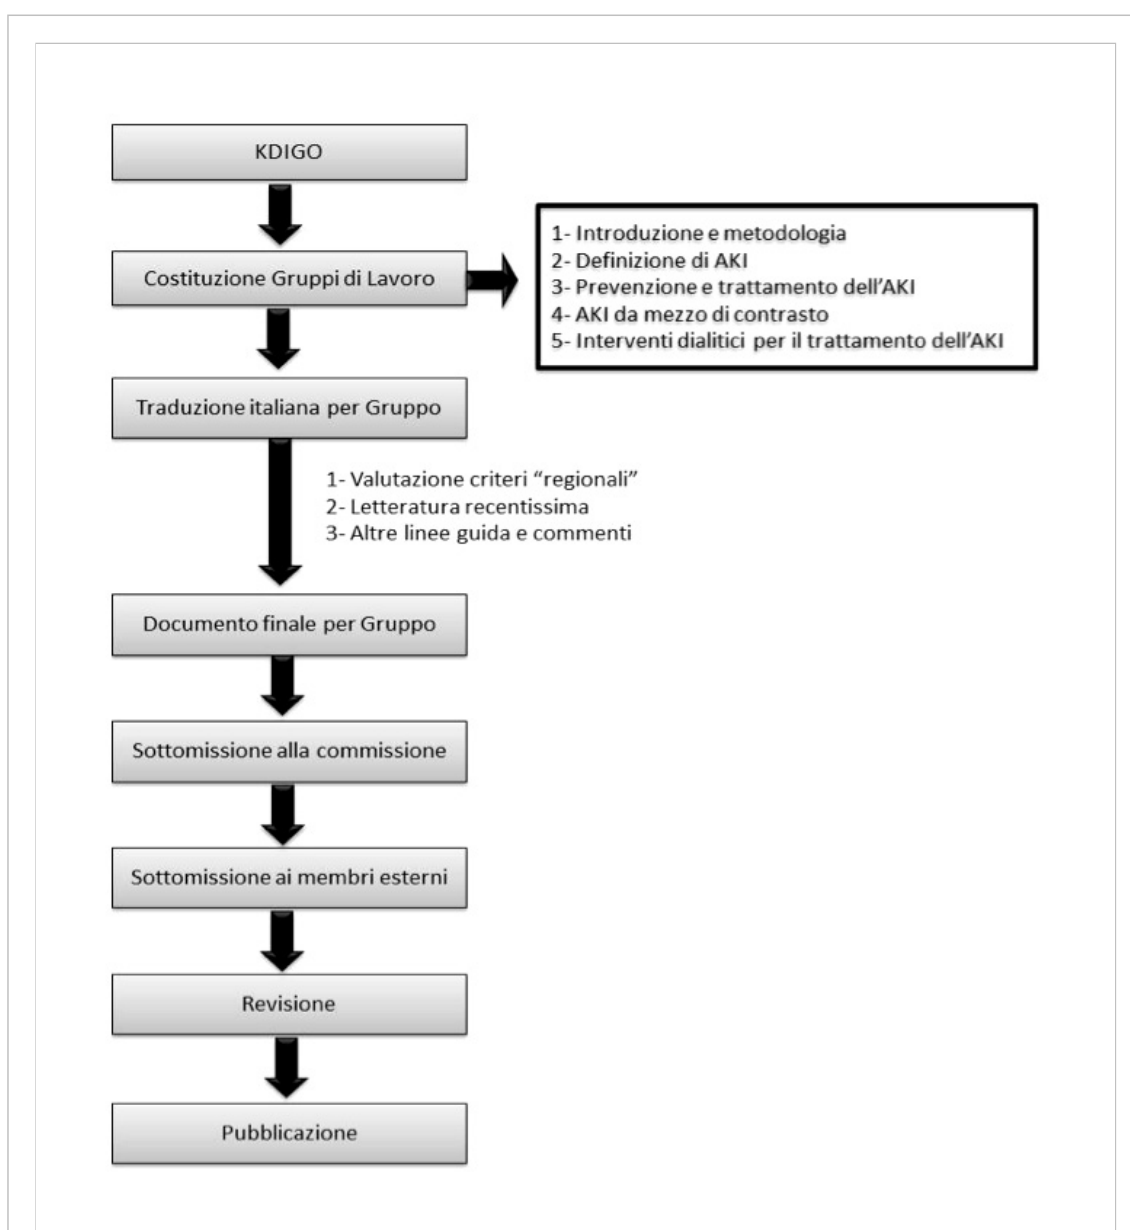 KDIGO
Costituzione Gruppi di Lavoro
1- Introduzione e metodologia
2- Definizione di AKI
3- Prevenzione e trattamento dell'AKI
4- AKI da mezzo di contrasto
5- Interventi dialitici per il trattamento dell'AKI
Traduzione italiana per Gruppo
1- Valutazione criteri “regionali”
2- Letteratura recentissima
3- Altre linee guida e commenti
Documento finale per Gruppo
Sottomissione alla commissione
Sottomissione ai membri esterni
Revisione
Pubblicazione